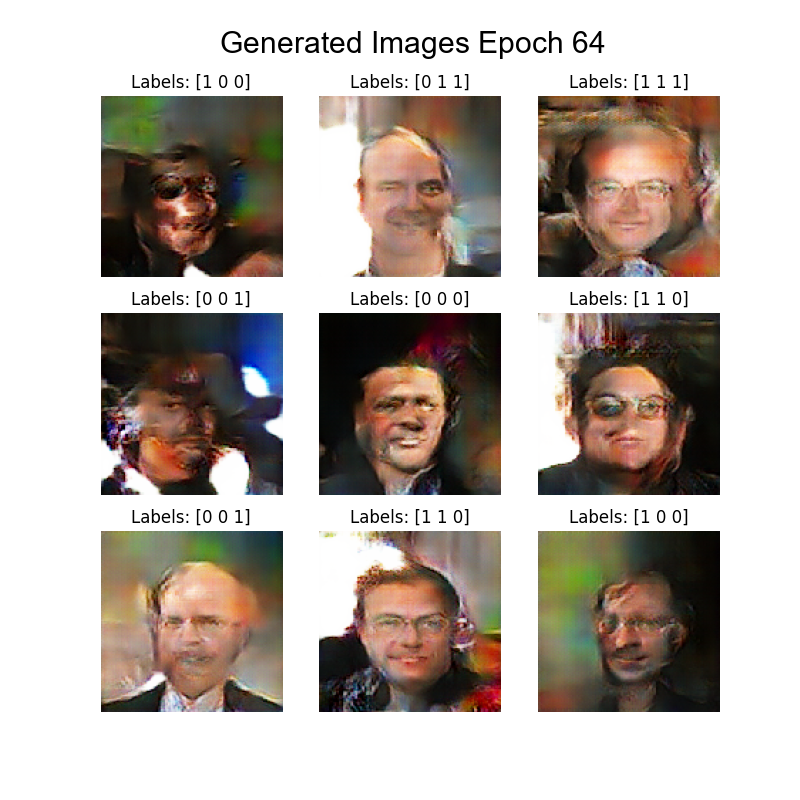 Generated Images Epoch 64
Labels: [1 0 0] Labels: [0 1 1] Labels: [1 1 1]
Labels: [0 0 1] Labels: [0 0 0] Labels: [1 1 0]
Labels: [0 0 1] Labels: [1 1 0] Labels: [1 0 0]